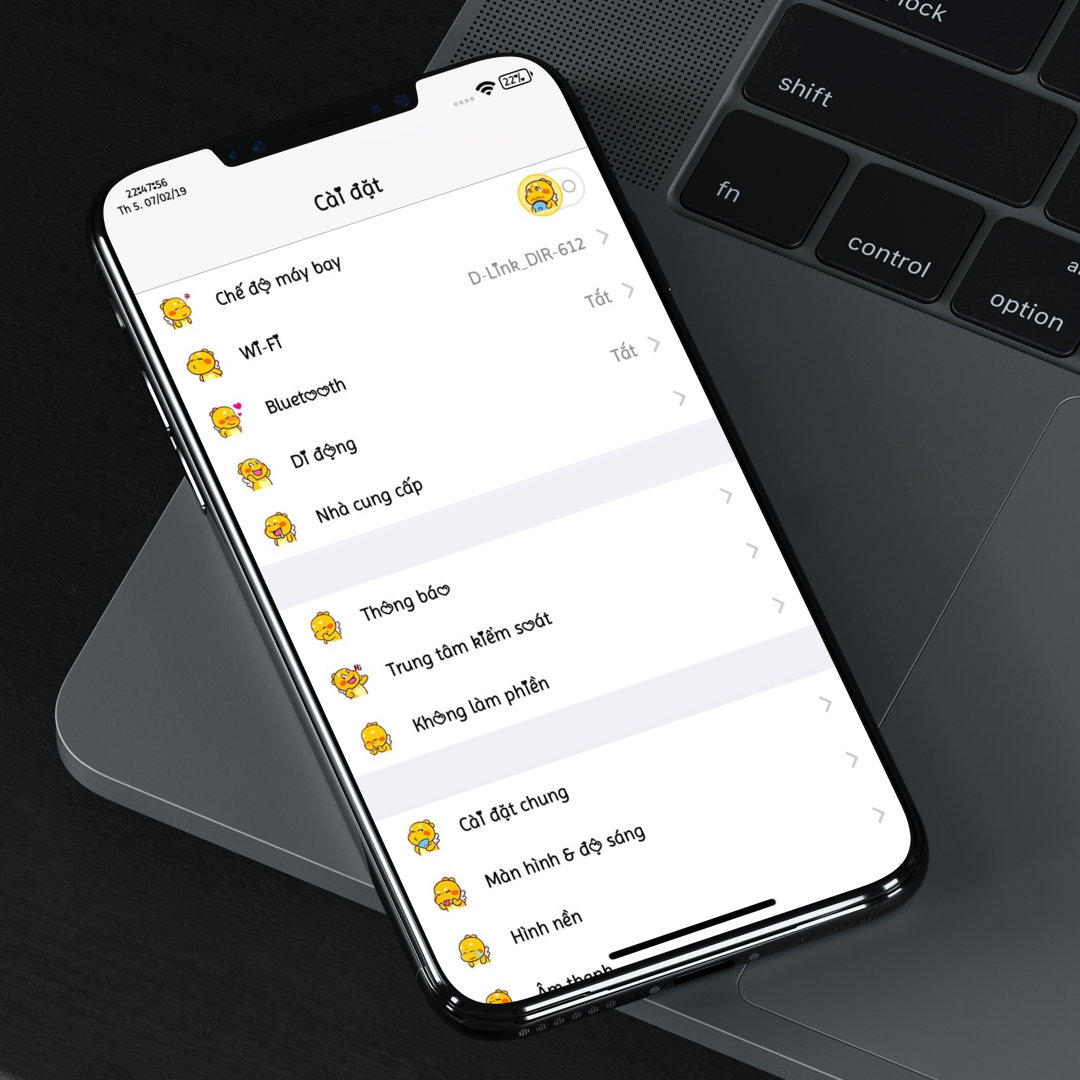 lock
shift
fn
control
option
22%
22:47:56
Th 5. 07/02/19
Cài đặt
Chế độ máy bay
Wi-Fi
D-Link_DIR-612
Bluetooth
Tắt
Di động
Tắt
Nhà cung cấp
Thông báo
Trung tâm kiểm soát
Hi
Không làm phiền
Cài đặt chung
Màn hình & độ sáng
Hình nền
Âm thanh